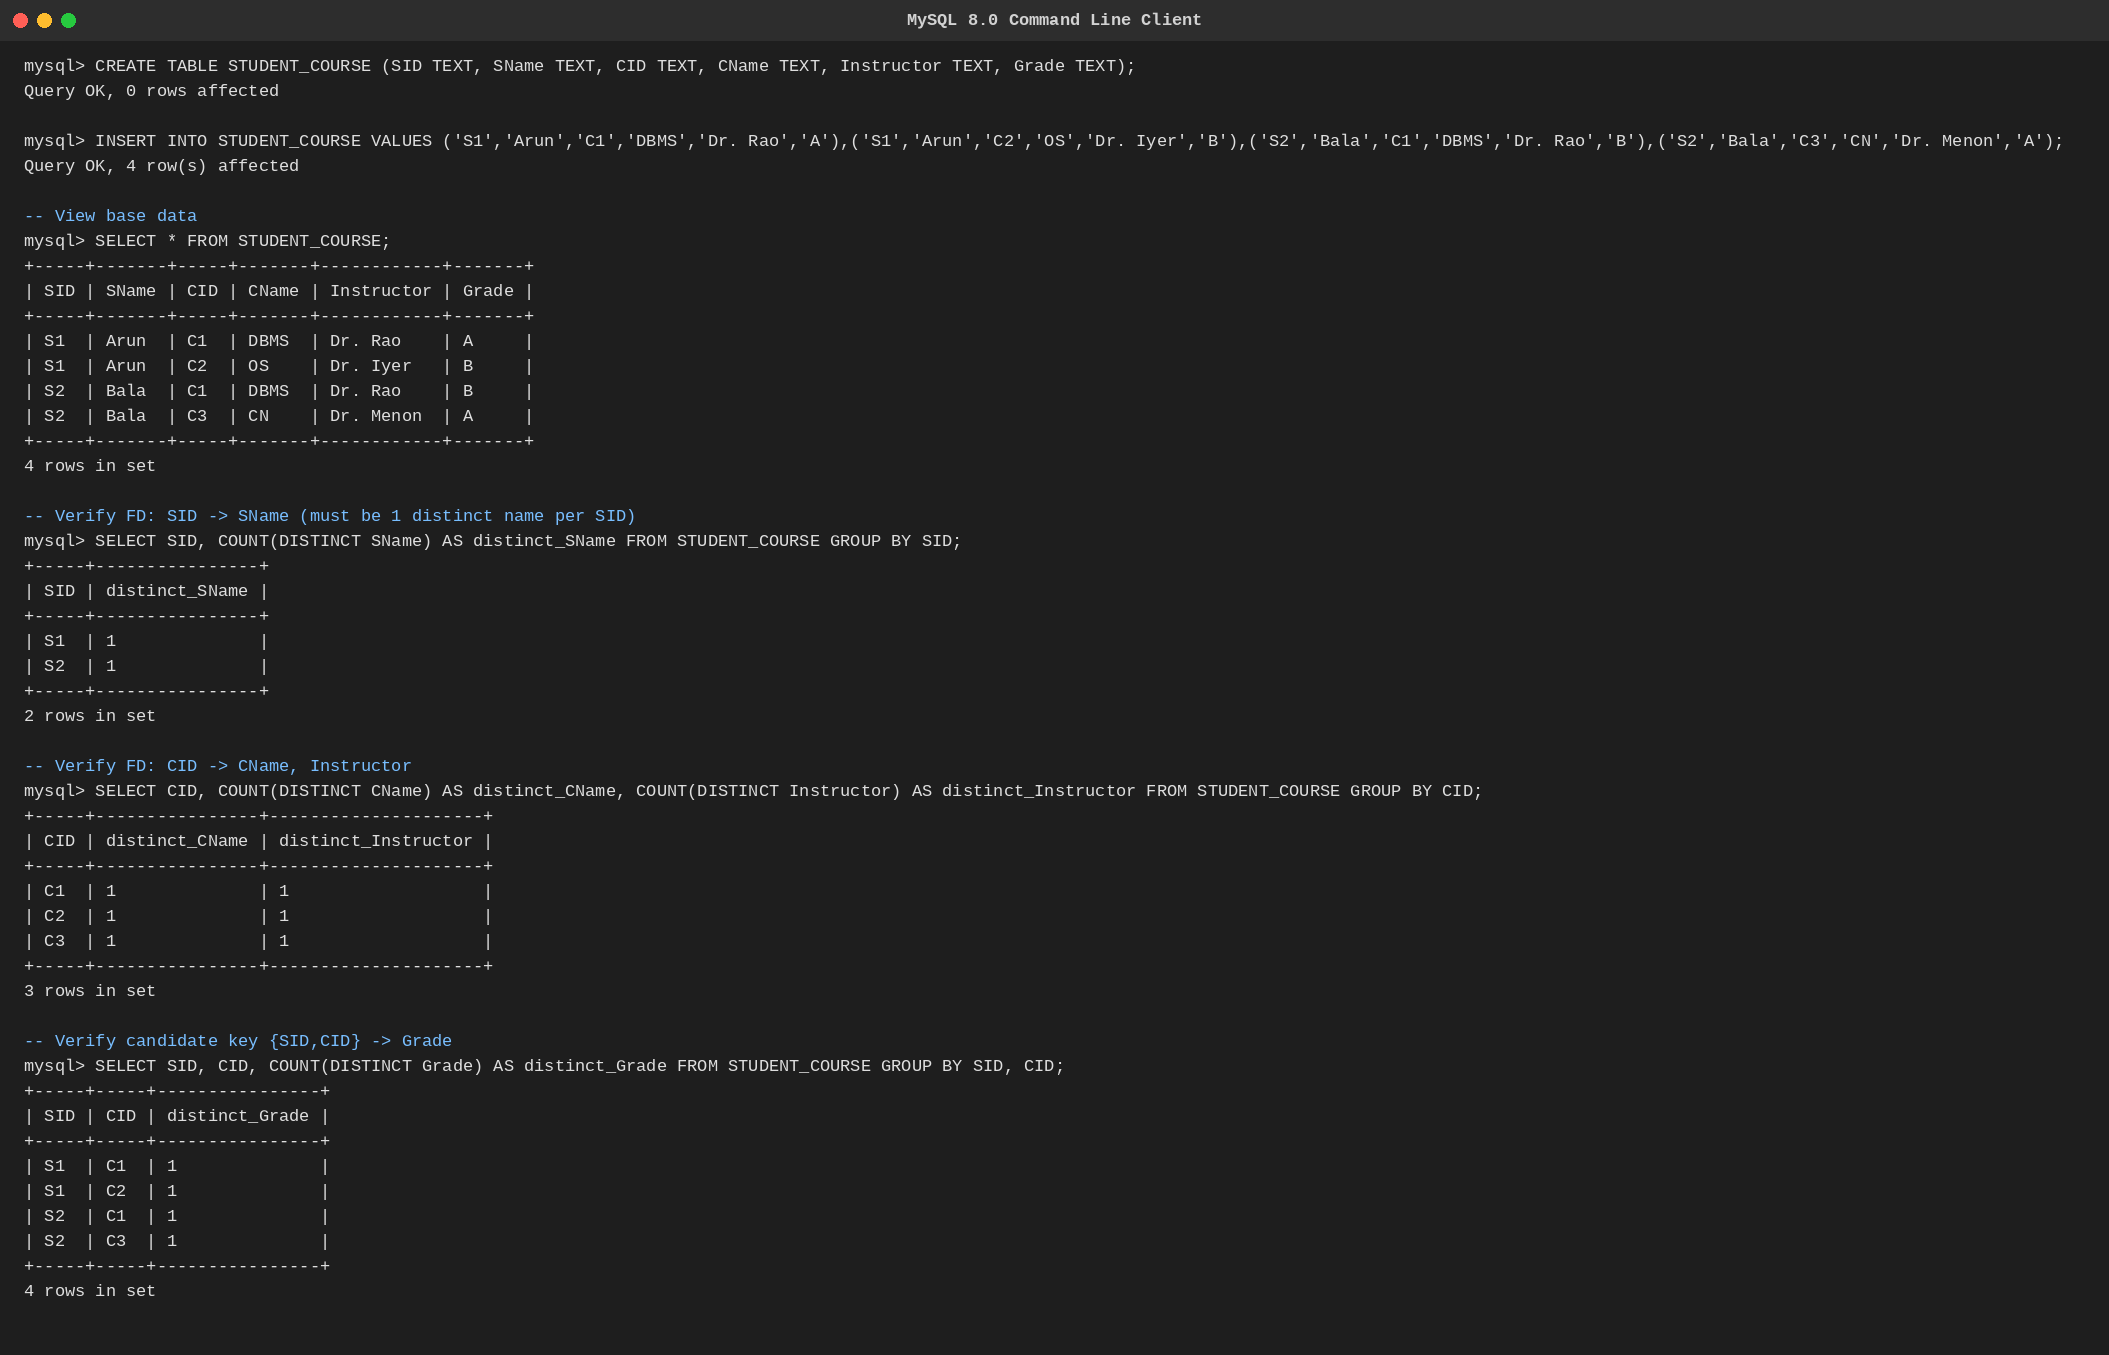 MySQL 8.0 Command Line Client
mysql> CREATE TABLE STUDENT_COURSE (SID TEXT, SName TEXT, CID TEXT, CName TEXT, Instructor TEXT, Grade TEXT);
Query OK, 0 rows affected
mysql> INSERT INTO STUDENT_COURSE VALUES ('S1','Arun','C1','DBMS','Dr. Rao','A'),('S1','Arun','C2','OS','Dr. Iyer','B'),('S2','Bala','C1','DBMS','Dr. Rao','B'),('S2','Bala','C3','CN','Dr. Menon','A');
Query OK, 4 row(s) affected
-- View base data
mysql> SELECT * FROM STUDENT_COURSE;
+-----+-------+-----+-------+------------+-------+
| SID | SName | CID | CName | Instructor | Grade |
+-----+-------+-----+-------+------------+-------+
| S1  | Arun  | C1  | DBMS  | Dr. Rao    | A     |
| S1  | Arun  | C2  | OS    | Dr. Iyer   | B     |
| S2  | Bala  | C1  | DBMS  | Dr. Rao    | B     |
| S2  | Bala  | C3  | CN    | Dr. Menon  | A     |
+-----+-------+-----+-------+------------+-------+
4 rows in set
-- Verify FD: SID -> SName (must be 1 distinct name per SID)
mysql> SELECT SID, COUNT(DISTINCT SName) AS distinct_SName FROM STUDENT_COURSE GROUP BY SID;
+-----+----------------+
| SID | distinct_SName |
+-----+----------------+
| S1  | 1              |
| S2  | 1              |
+-----+----------------+
2 rows in set
-- Verify FD: CID -> CName, Instructor
mysql> SELECT CID, COUNT(DISTINCT CName) AS distinct_CName, COUNT(DISTINCT Instructor) AS distinct_Instructor FROM STUDENT_COURSE GROUP BY CID;
+-----+----------------+---------------------+
| CID | distinct_CName | distinct_Instructor |
+-----+----------------+---------------------+
| C1  | 1              | 1                   |
| C2  | 1              | 1                   |
| C3  | 1              | 1                   |
+-----+----------------+---------------------+
3 rows in set
-- Verify candidate key {SID,CID} -> Grade
mysql> SELECT SID, CID, COUNT(DISTINCT Grade) AS distinct_Grade FROM STUDENT_COURSE GROUP BY SID, CID;
+-----+-----+----------------+
| SID | CID | distinct_Grade |
+-----+-----+----------------+
| S1  | C1  | 1              |
| S1  | C2  | 1              |
| S2  | C1  | 1              |
| S2  | C3  | 1              |
+-----+-----+----------------+
4 rows in set